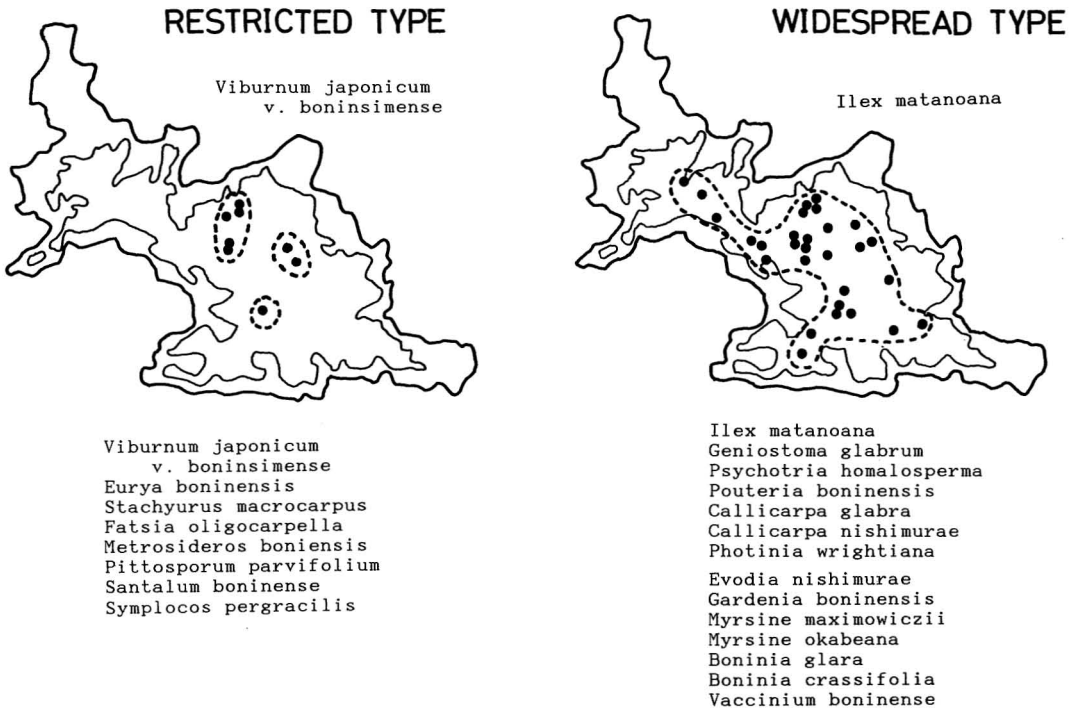 RESTRICTED TYPE
Viburnum japonicum
v. boninsimense
Viburnum japonicum
v. boninsimense
Eurya boninensis
Stachyurus macrocarpus
Fatsia oligocarpella
Metrosideros boniensis
Pittosporum parvifolium
Santalum boninense
Symplocos pergracilis
WIDESPREAD TYPE
Ilex matanoana
Ilex matanoana
Geniostoma glabrum
Psychotria homalosperma
Pouteria boninensis
Callicarpa glabra
Callicarpa nishimurae
Photinia wrightiana
Evodia nishimurae
Gardenia boninensis
Myrsine maximowiczii
Myrsine okabeana
Boninia glara
Boninia crassifolia
Vaccinium boninense